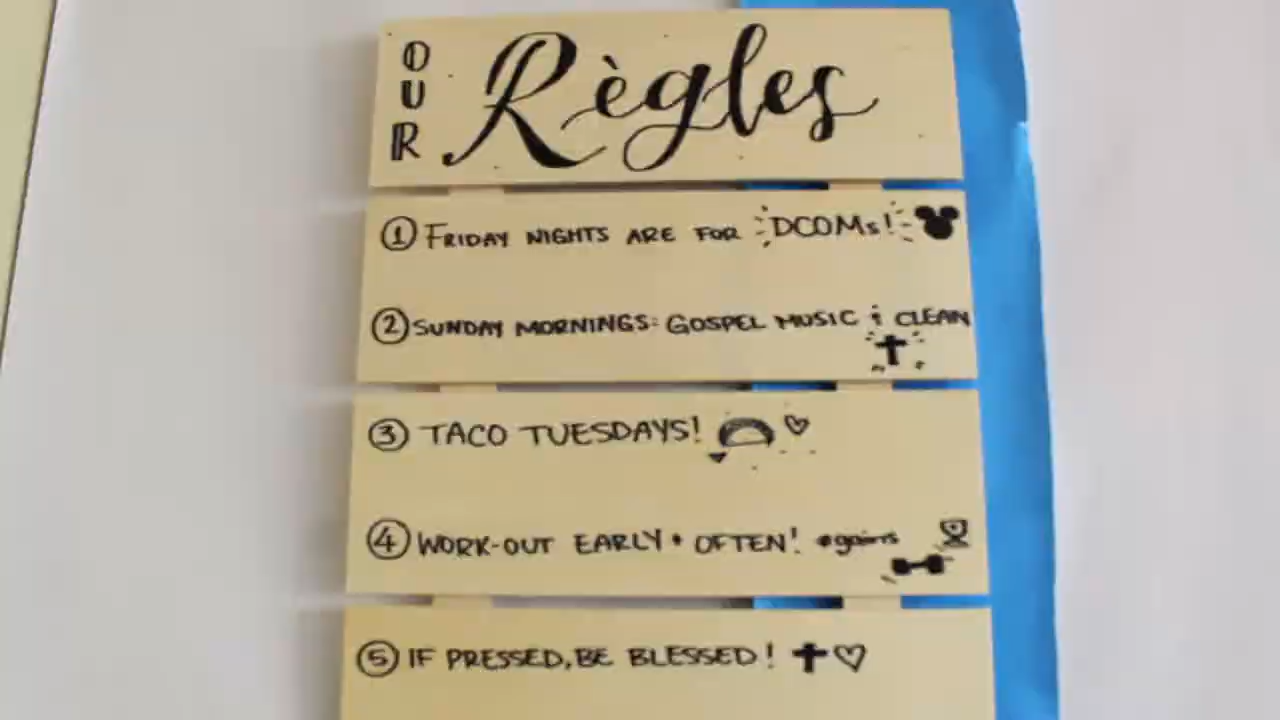 OUR Règles
① FRIDAY NIGHTS ARE FOR DCOMs!
② SUNDAY MORNINGS: GOSPEL MUSIC & CLEAN
③ TACO TUESDAYS!
④ WORK-OUT EARLY + OFTEN! #gains
⑤ IF PRESSED, BE BLESSED!